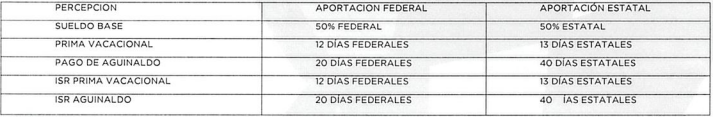 PERCEPCION APORTACION FEDERAL APORTACIÓN ESTATAL
SUELDO BASE 50% FEDERAL 50% ESTATAL
PRIMA VACACIONAL 12 DÍAS FEDERALES 13 DÍAS ESTATALES
PAGO DE AGUINALDO 20 DÍAS FEDERALES 40 DÍAS ESTATALES
ISR PRIMA VACACIONAL 12 DÍAS FEDERALES 13 DÍAS ESTATALES
ISR AGUINALDO 20 DÍAS FEDERALES 40 ÍAS ESTATALES